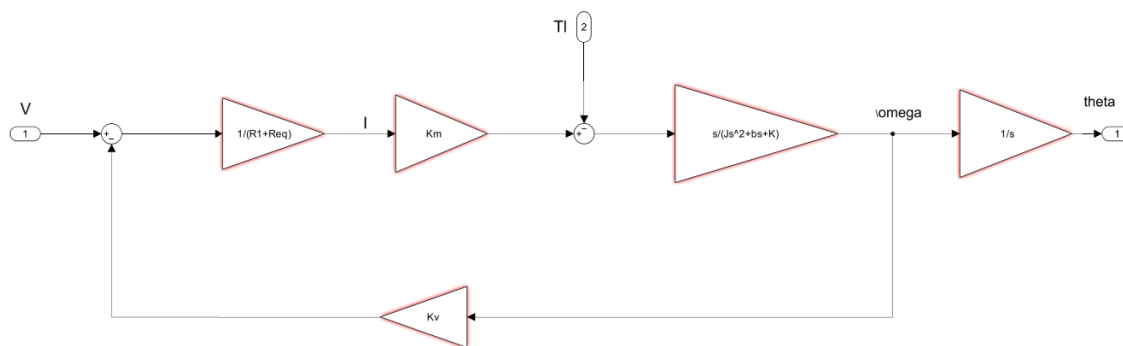 Tl
2
V
1
+
−
1/(R1+Req)
I
Km
−
+
s/(Js^2+bs+K)
\omega
1/s
theta
1
Kv